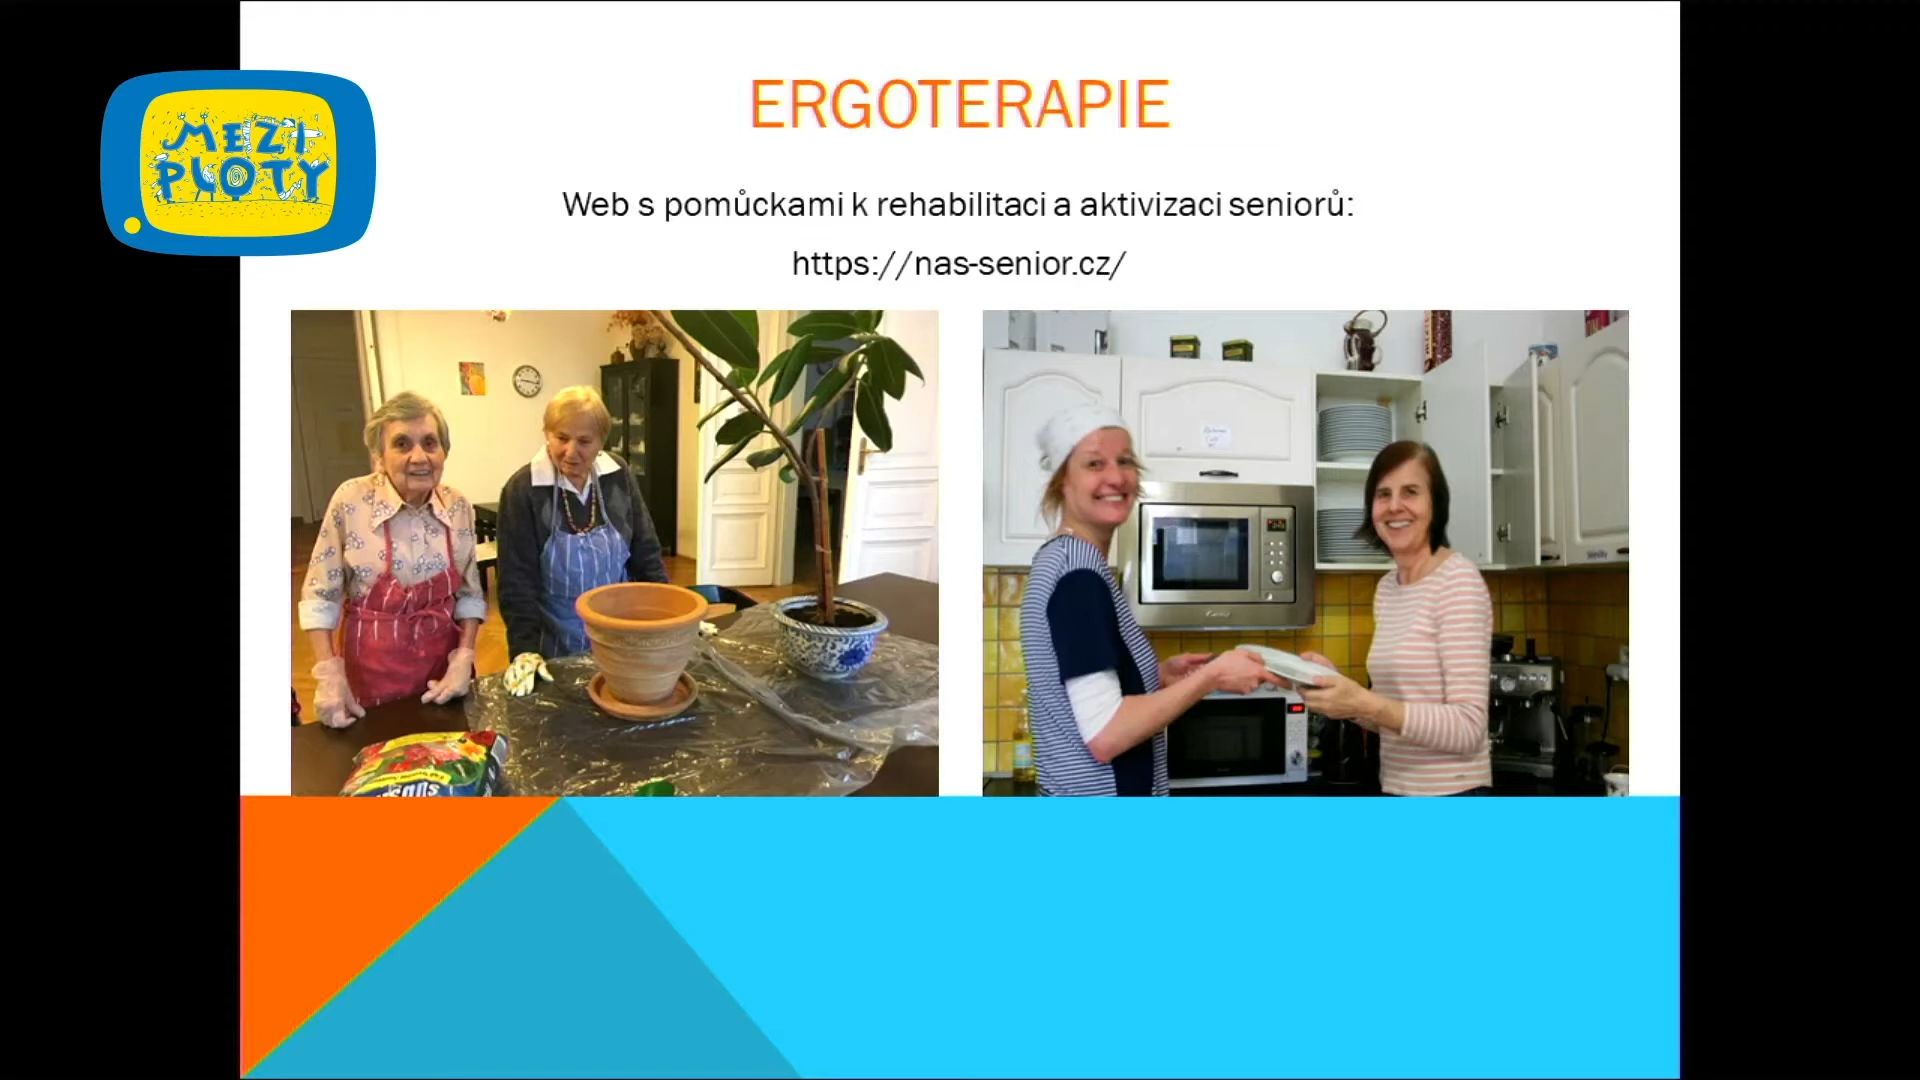 MEZI
PLOTY
ERGOTERAPIE
Web s pomůckami k rehabilitaci a aktivizaci seniorů:
https://nas-senior.cz/